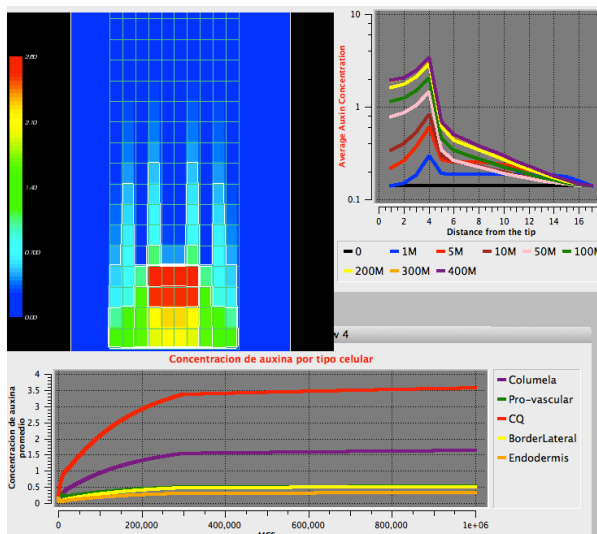 2.10
1.40
0.700
0.00
Average Auxin Concentration
10
1
0.1
0 2 4 6 8 10 12 14 16
Distance from the tip
0 1M 5M 10M 50M 100M
200M 300M 400M
4
Concentracion de auxina por tipo celular
Concentracion de auxina
promedio
4
3.5
3
2.5
2
1.5
1
0.5
0
0 200,000 400,000 600,000 800,000 1e+06
Columela
Pro-vascular
CQ
BorderLateral
Endodermis